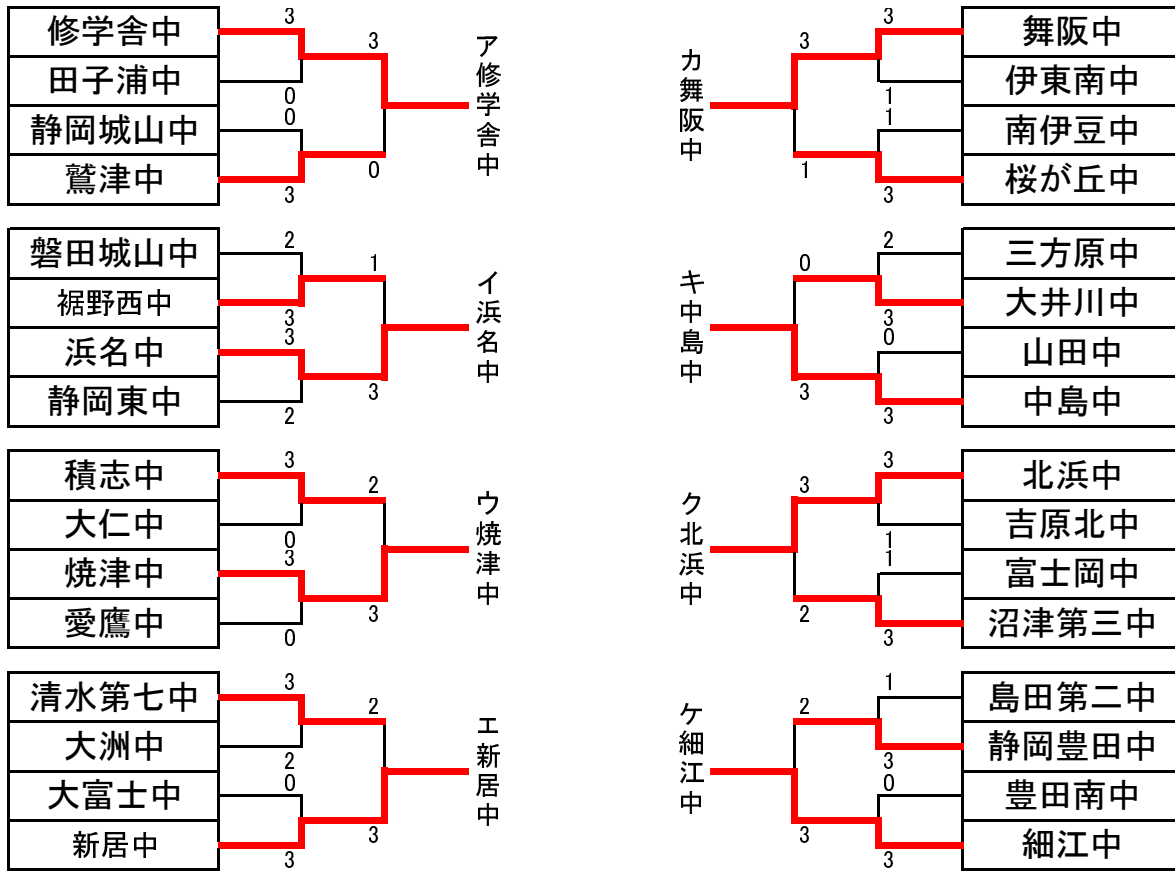 修学舎中
田子浦中
静岡城山中
鷲津中
3
0
0
3
3
0
ア修学舎中
磐田城山中
裾野西中
浜名中
静岡東中
2
3
3
2
1
3
イ浜名中
積志中
大仁中
焼津中
愛鷹中
3
0
3
0
2
3
ウ焼津中
清水第七中
大洲中
大富士中
新居中
3
2
0
3
2
3
エ新居中
カ舞阪中
3
1
3
1
1
3
舞阪中
伊東南中
南伊豆中
桜が丘中
キ中島中
0
3
2
3
0
3
三方原中
大井川中
山田中
中島中
ク北浜中
3
2
3
1
1
3
北浜中
吉原北中
富士岡中
沼津第三中
ケ細江中
2
3
1
3
0
3
島田第二中
静岡豊田中
豊田南中
細江中